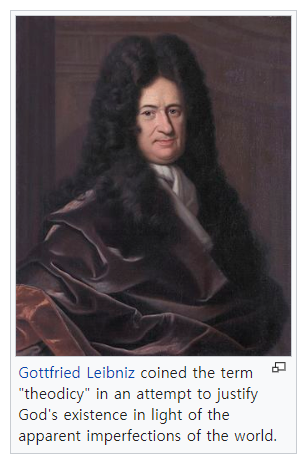 Gottfried Leibniz coined the term
"theodicy" in an attempt to justify
God's existence in light of the
apparent imperfections of the world.